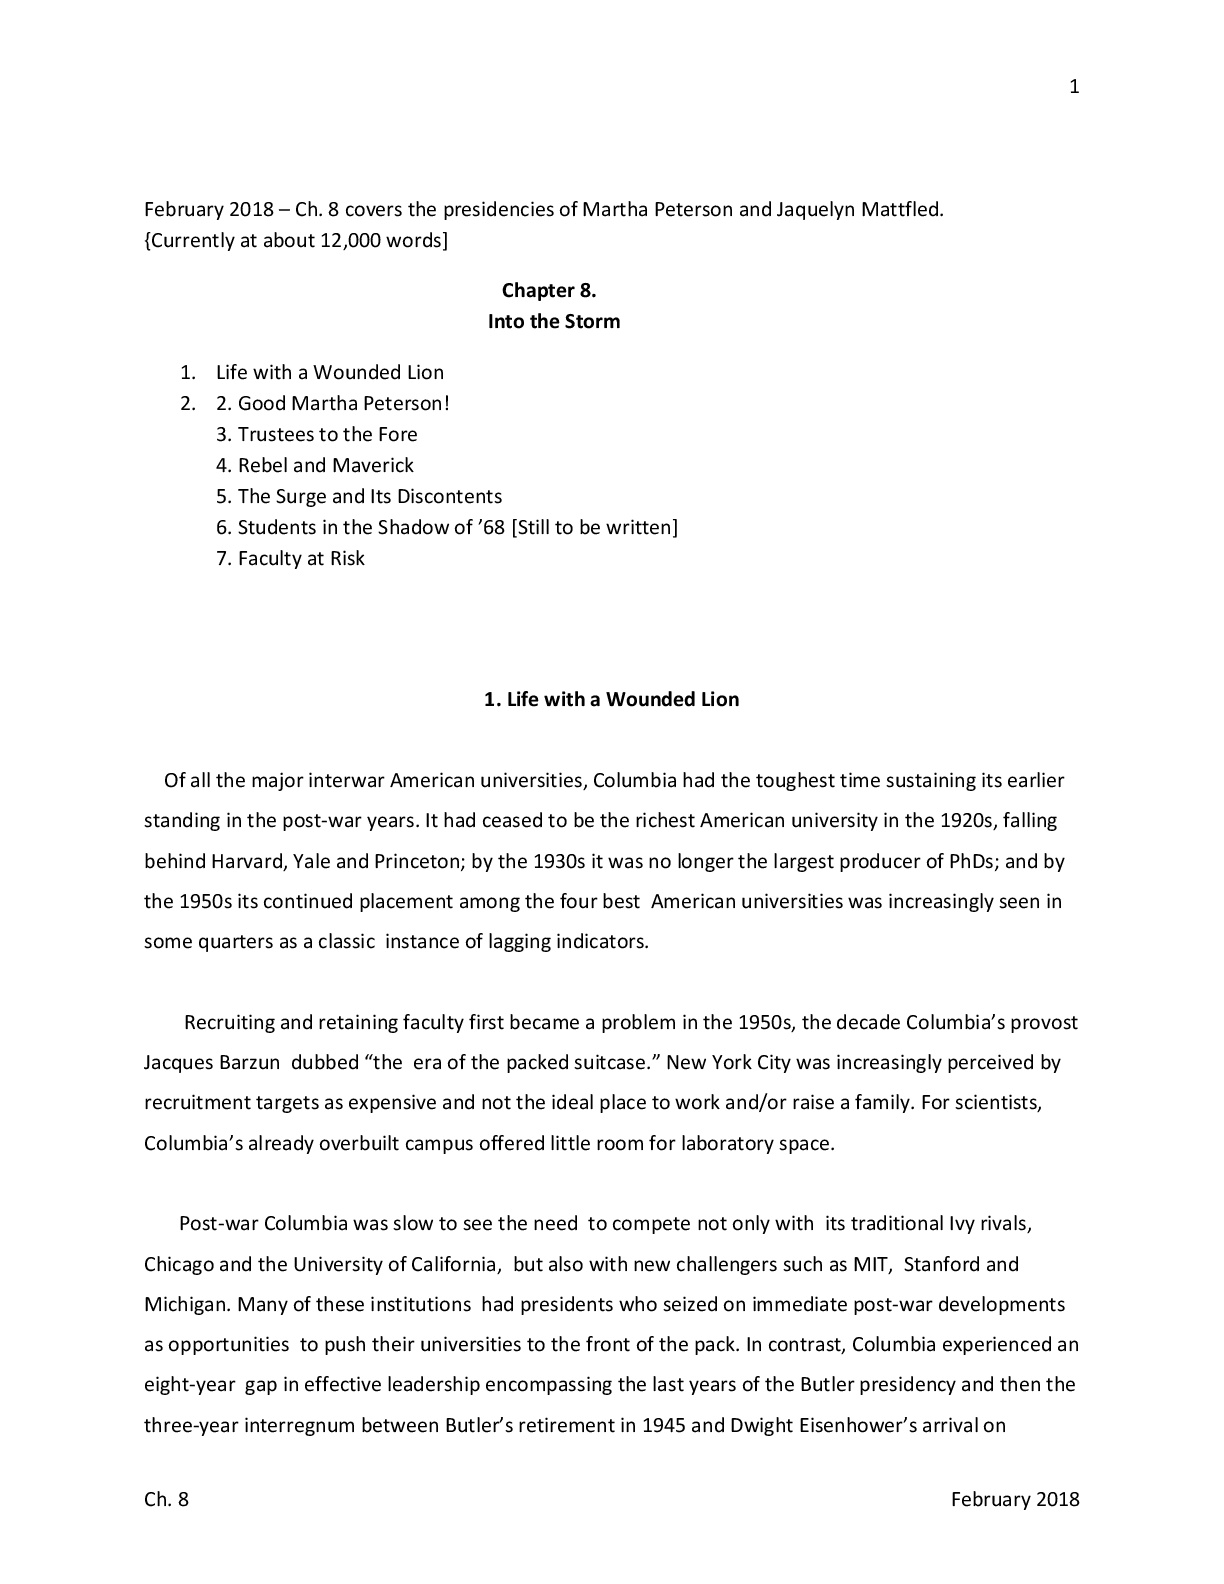 1
February 2018 – Ch. 8 covers the presidencies of Martha Peterson and Jaquelyn Mattfled.
{Currently at about 12,000 words]
Chapter 8.
Into the Storm
1. Life with a Wounded Lion
2. 2. Good Martha Peterson!
3. Trustees to the Fore
4. Rebel and Maverick
5. The Surge and Its Discontents
6. Students in the Shadow of ’68 [Still to be written]
7. Faculty at Risk
1. Life with a Wounded Lion
Of all the major interwar American universities, Columbia had the toughest time sustaining its earlier
standing in the post-war years. It had ceased to be the richest American university in the 1920s, falling
behind Harvard, Yale and Princeton; by the 1930s it was no longer the largest producer of PhDs; and by
the 1950s its continued placement among the four best American universities was increasingly seen in
some quarters as a classic instance of lagging indicators.
Recruiting and retaining faculty first became a problem in the 1950s, the decade Columbia’s provost
Jacques Barzun dubbed “the era of the packed suitcase.” New York City was increasingly perceived by
recruitment targets as expensive and not the ideal place to work and/or raise a family. For scientists,
Columbia’s already overbuilt campus offered little room for laboratory space.
Post-war Columbia was slow to see the need to compete not only with its traditional Ivy rivals,
Chicago and the University of California, but also with new challengers such as MIT, Stanford and
Michigan. Many of these institutions had presidents who seized on immediate post-war developments
as opportunities to push their universities to the front of the pack. In contrast, Columbia experienced an
eight-year gap in effective leadership encompassing the last years of the Butler presidency and then the
three-year interregnum between Butler’s retirement in 1945 and Dwight Eisenhower’s arrival on
Ch. 8 February 2018